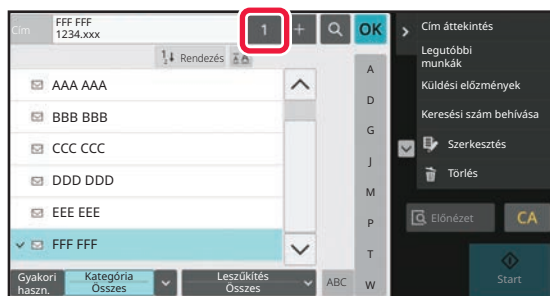 Cím
FFF FFF
1234.xxx
1
+
OK
Rendezés
AAA AAA
BBB BBB
CCC CCC
DDD DDD
EEE EEE
FFF FFF
A
D
G
J
M
P
T
W
Gyakori
haszn.
Kategória
Összes
Leszűkítés
Összes
ABC
Cím áttekintés
Legutóbbi
munkák
Küldési előzmények
Keresési szám behívása
Szerkesztés
Törlés
Előnézet
CA
Start